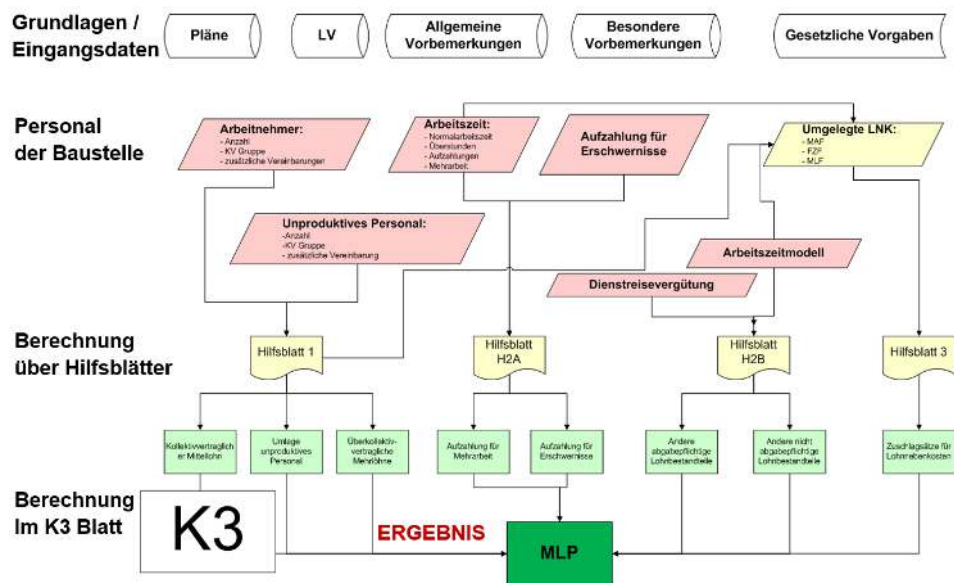 Grundlagen /
Eingangsdaten
Pläne
LV
Allgemeine
Vorbemerkungen
Besondere
Vorbemerkungen
Gesetzliche Vorgaben
Personal
der Baustelle
Arbeitnehmer:
- Anzahl
- KV Gruppe
- zusätzliche Vereinbarungen
Arbeitszeit:
- Normalarbeitszeit
- Überstunden
- Aufzahlungen
- Mehrarbeit
Aufzahlung für
Erschwernisse
Umgelegte LNK:
- MAF
- FZF
- MLF
Unproduktives Personal:
-Anzahl
-KV Gruppe
- zusätzliche Vereinbarung
Arbeitszeitmodell
Dienstreisevergütung
Berechnung
über Hilfsblätter
Hilfsblatt 1
Hilfsblatt
H2A
Hilfsblatt
H2B
Hilfsblatt 3
Kollektivvertraglich
er Mittellohn
Umlage
unproduktives
Personal
Überkollektiv-
vertragliche
Mehrlöhne
Aufzahlung für
Mehrarbeit
Aufzahlung für
Erschwernisse
Andere
abgabepflichtige
Lohnbestandteile
Andere nicht
abgabepflichtige
Lohnbestandteile
Zuschlagsätze für
Lohnnebenkosten
Berechnung
Im K3 Blatt
K3
ERGEBNIS
MLP